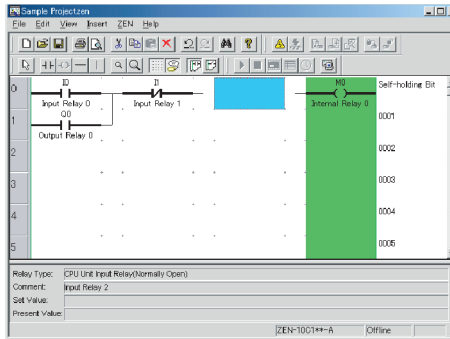 Sample Projectzen
File Edit View Insert ZEN Help
0 I0 I1 M0 Self-holding Bit
Input Relay 0 Input Relay 1 Internal Relay 0
1 Q0 0001
Output Relay 0
2 0002
3 0003
4 0004
5 0005
Relay Type: CPU Unit Input Relay(Normally Open)
Comment: Input Relay 2
Set Value:
Present Value:
ZEN-10C1**-A Offline